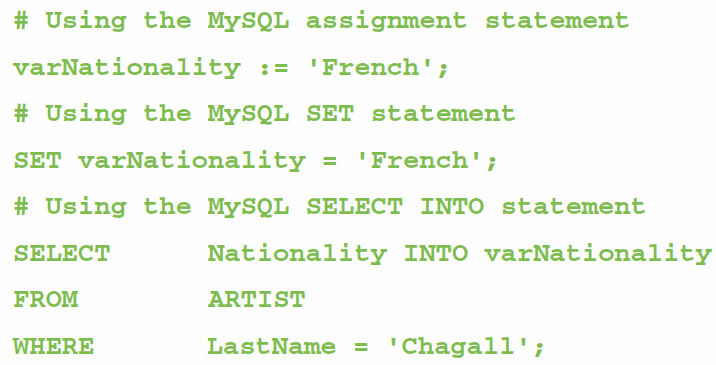 # Using the MySQL assignment statement
varNationality := 'French';
# Using the MySQL SET statement
SET varNationality = 'French';
# Using the MySQL SELECT INTO statement
SELECT Nationality INTO varNationality
FROM ARTIST
WHERE LastName = 'Chagall';